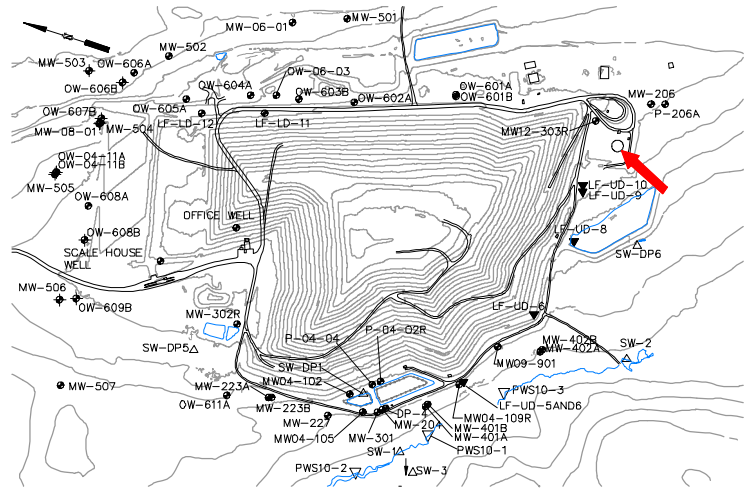 MW-501
MW-06-01
MW-502
OW-606A
MW-503
OW-606B
OW-06-03
OW-604A
OW-603B
OW-601A
OW-601B
OW-602A
MW-206
P-206A
OW-605A
OW-607B
LF-LD-12
LF-LD-11
MW-504
MW-08-01
MW12-303R
OW-04-11A
OW-04-11B
MW-505
LF-UD-10
LF-UD-9
OW-608A
OFFICE WELL
LF-UD-8
OW-608B
SW-DP6
SCALE HOUSE
WELL
MW-506
OW-609B
MW-302R
LF-UD-6
P-04-04
P-04-02R
MW-402B
MW-402A
SW-2
SW-DP5
SW-DP1
MW09-901
MW04-102
MW-507
MW-223A
PWS10-3
OW-611A
MW-223B
LF-UD-5AND6
DP-4
MW04-109R
MW-227
MW-204
MW-401B
MW04-105
MW-301
MW-401A
SW-1
PWS10-1
PWS10-2
SW-3